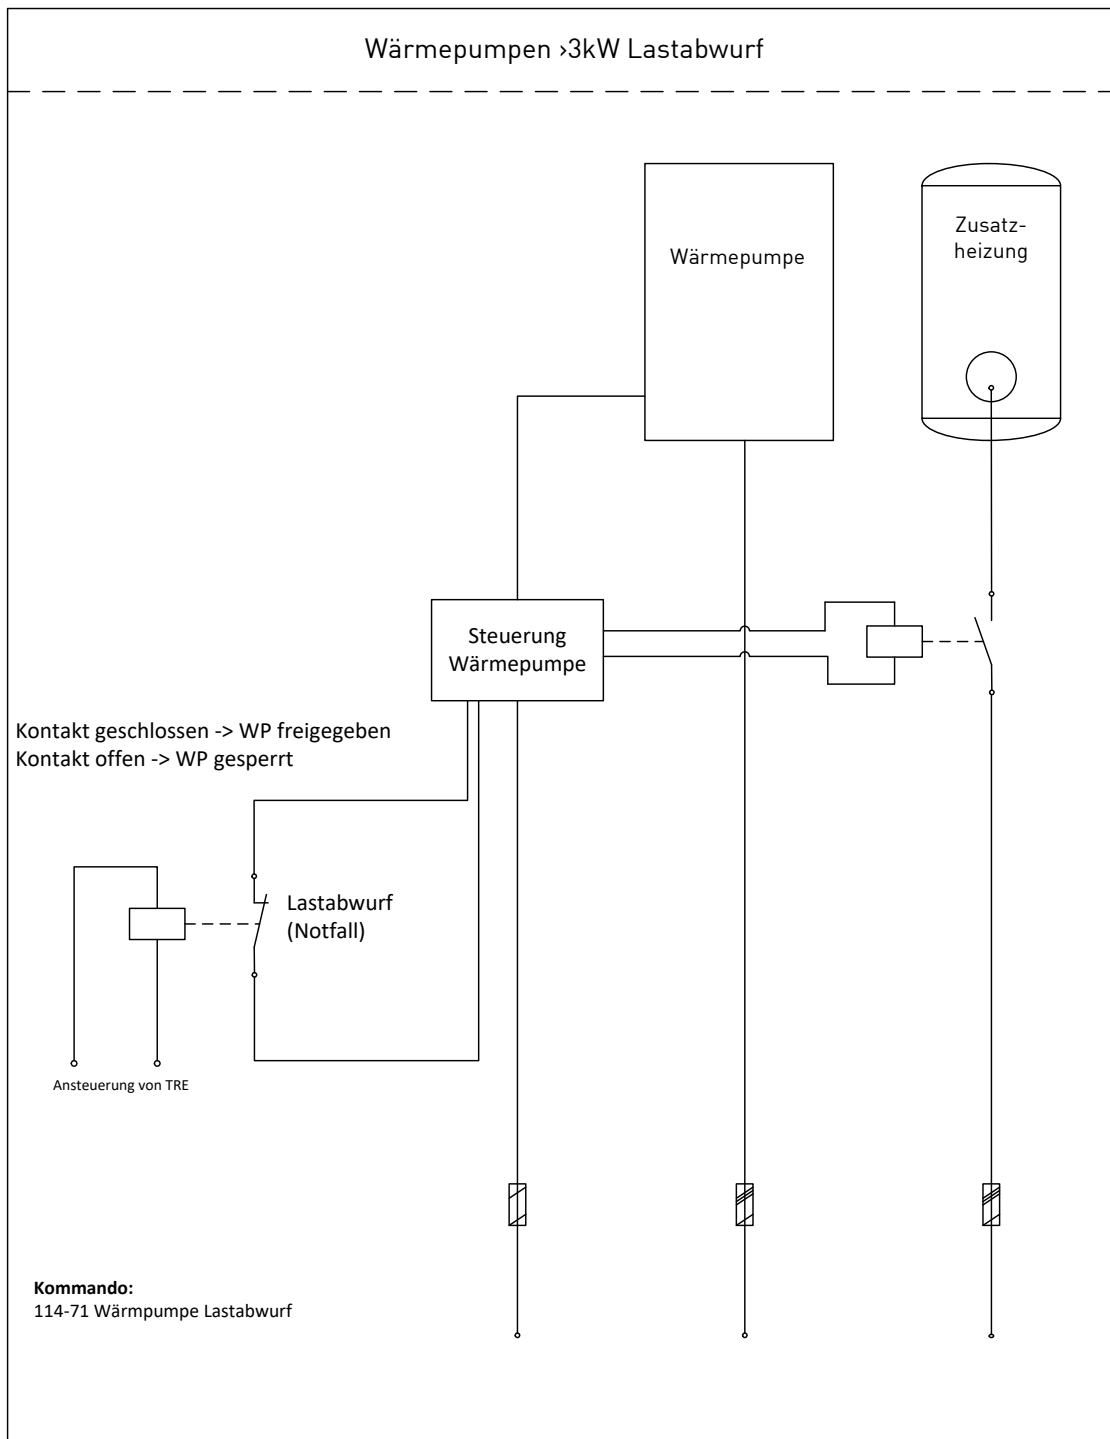 Wärmepumpen >3kW Lastabwurf
Wärmepumpe
Zusatz-
heizung
Steuerung
Wärmepumpe
Kontakt geschlossen -> WP freigegeben
Kontakt offen -> WP gesperrt
Lastabwurf
(Notfall)
Ansteuerung von TRE
Kommando:
114-71 Wärmpumpe Lastabwurf